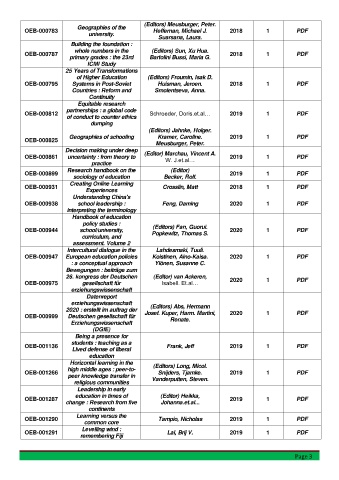 OEB-000783
Geographies of the
university.
(Editors) Meusburger, Peter.
Heffernan, Michael J.
Suarsana, Laura.
2018
1
PDF
OEB-000787
Building the foundation :
whole numbers in the
primary grades : the 23rd
ICMI Study
(Editors) Sun, Xu Hua.
Bartolini Bussi, Maria G.
2018
1
PDF
OEB-000795
25 Years of Transformations
of Higher Education
Systems in Post-Soviet
Countries : Reform and
Continuity
(Editors) Froumin, Isak D.
Huisman, Jeroen.
Smolentseva, Anna.
2018
1
PDF
OEB-000812
Equitable research
partnerships : a global code
of conduct to counter ethics
dumping
Schroeder, Doris.et.al…
2019
1
PDF
OEB-000825
Geographies of schooling
(Editors) Jahnke, Holger.
Kramer, Caroline.
Meusburger, Peter.
2019
1
PDF
OEB-000861
Decision making under deep
uncertainty : from theory to
practice
(Editor) Marchau, Vincent A.
W. J.et.al…
2019
1
PDF
OEB-000899
Research handbook on the
sociology of education
(Editor)
Becker, Rolf.
2019
1
PDF
OEB-000931
Creating Online Learning
Experiences
Crosslin, Matt
2018
1
PDF
OEB-000938
Understanding China's
school leadership :
interpreting the terminology
Feng, Daming
2020
1
PDF
OEB-000944
Handbook of education
policy studies :
school/university,
curriculum, and
assessment. Volume 2
(Editors) Fan, Guorui.
Popkewitz, Thomas S.
2020
1
PDF
OEB-000947
Intercultural dialogue in the
European education policies
: a conceptual approach
Lahdesmaki, Tuuli.
Koistinen, Aino-Kaisa.
Ylönen, Susanne C.
2020
1
PDF
OEB-000975
Bewegungen : beiträge zum
26. kongress der Deutschen
gesellschaft für
erziehungswissenschaft
(Editor) van Ackeren,
Isabell .Et.al…
2020
1
PDF
OEB-000999
Datenreport
erziehungswissenschaft
2020 : erstellt im auftrag der
Deutschen gesellschaft für
Erziehungswissenschaft
(DGfE)
(Editors) Abs, Hermann
Josef. Kuper, Harm. Martini,
Renate.
2020
1
PDF
OEB-001136
Being a presence for
students : teaching as a
Lived defense of liberal
education
Frank, Jeff
2019
1
PDF
OEB-001266
Horizontal learning in the
high middle ages : peer-to-
peer knowledge transfer in
religious communities
(Editors) Long, Micol.
Snijders, Tjamke.
Vanderputten, Steven.
2019
1
PDF
OEB-001287
Leadership in early
education in times of
change : Research from five
continents
(Editor) Heikka,
Johanna.et.al...
2019
1
PDF
OEB-001290
Learning versus the
common core
Tampio, Nicholas
2019
1
PDF
OEB-001291
Levelling wind :
remembering Fiji
Lal, Brij V.
2019
1
PDF
Page 3